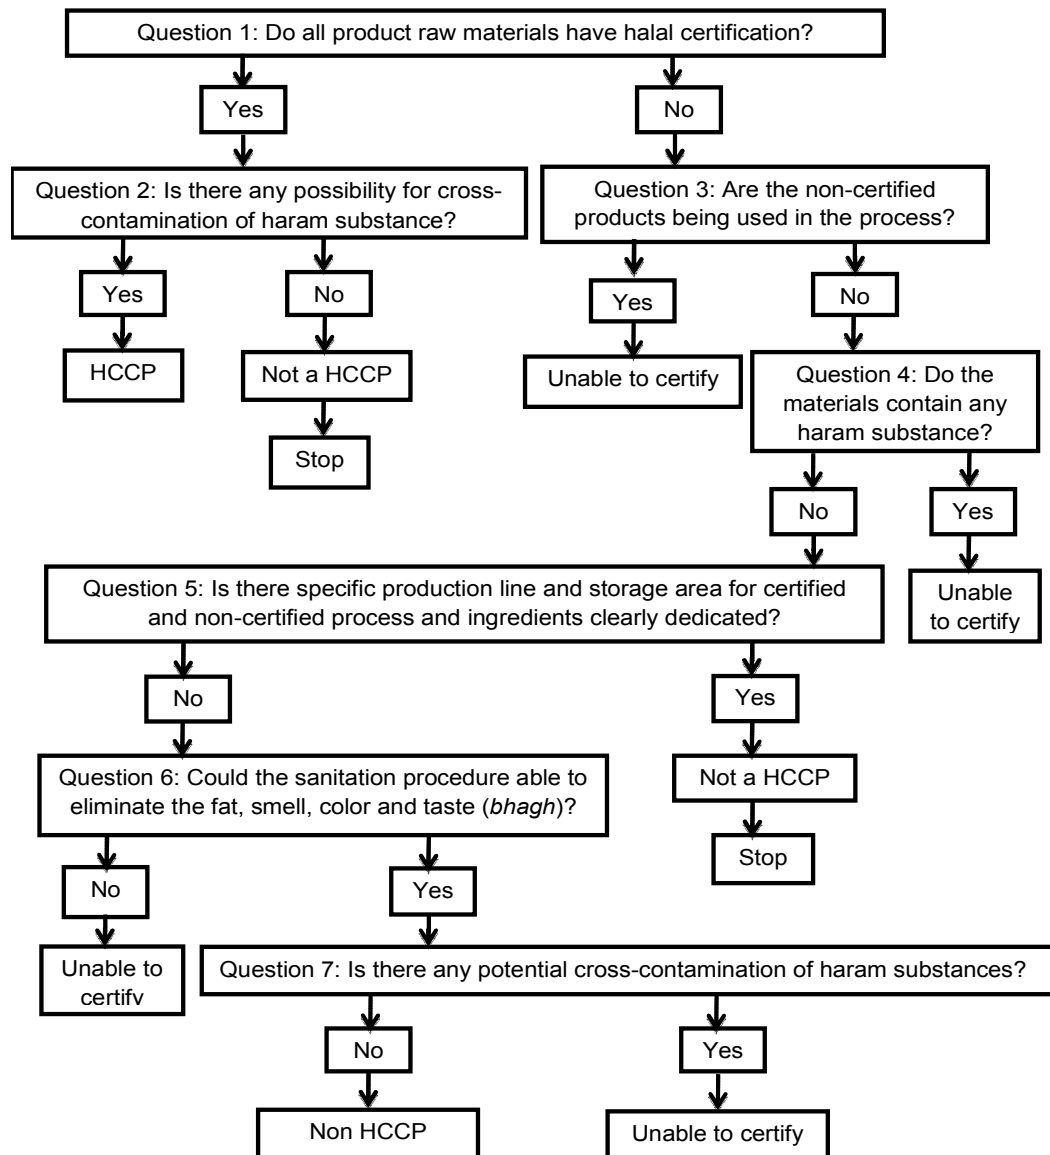 Question 1: Do all product raw materials have halal certification?
Yes
No
Question 2: Is there any possibility for cross-
contamination of haram substance?
Question 3: Are the non-certified
products being used in the process?
Yes
No
Yes
No
HCCP
Not a HCCP
Unable to certify
Question 4: Do the
materials contain any
haram substance?
Stop
No
Yes
Question 5: Is there specific production line and storage area for certified
and non-certified process and ingredients clearly dedicated?
Unable
to certify
No
Yes
Question 6: Could the sanitation procedure able to
eliminate the fat, smell, color and taste (bhagh)?
Not a HCCP
Stop
No
Yes
Unable to
certify
Question 7: Is there any potential cross-contamination of haram substances?
No
Yes
Non HCCP
Unable to certify